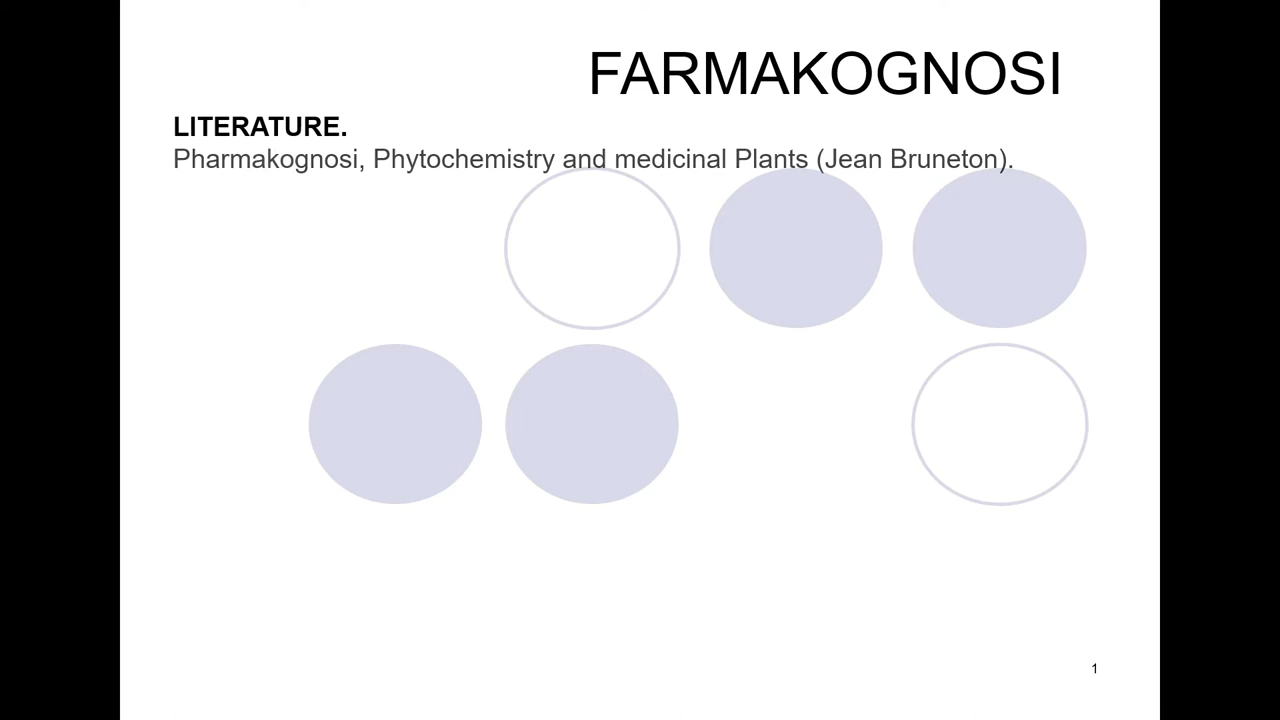 FARMAKOGNOSI
LITERATURE.
Pharmakognosi, Phytochemistry and medicinal Plants (Jean Bruneton).
1